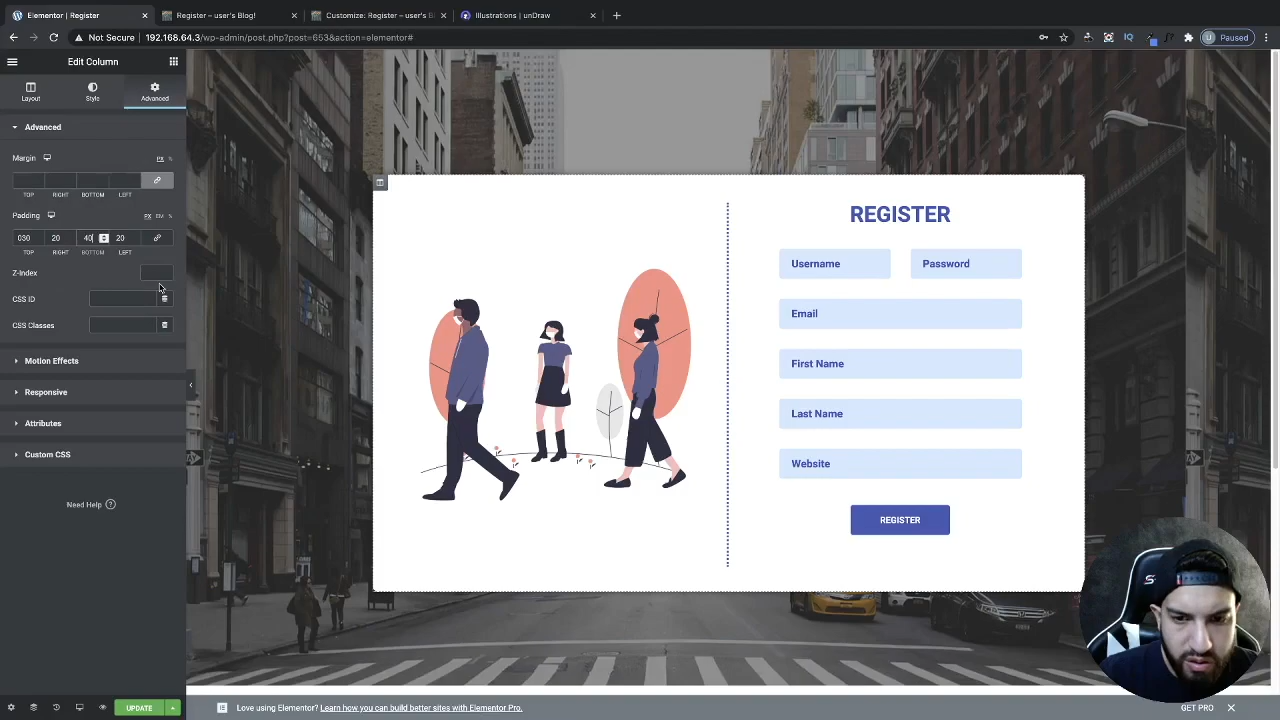 Elementor | Register
Register – user's Blog!
Customize: Register – user's B
Illustrations | unDraw
Not Secure
192.168.64.3/wp-admin/post.php?post=653&action=elementor#
Paused
Edit Column
Layout
Style
Advanced
Advanced
Margin
PX %
TOP RIGHT BOTTOM LEFT
Padding
PX EM %
030 20 40 20
TOP RIGHT BOTTOM LEFT
Z-Index
CSS ID
CSS Classes
Motion Effects
Responsive
Attributes
Custom CSS
Need Help ?
REGISTER
Username
Password
Email
First Name
Last Name
Website
REGISTER
UPDATE
Love using Elementor? Learn how you can build better sites with Elementor Pro.
GET PRO